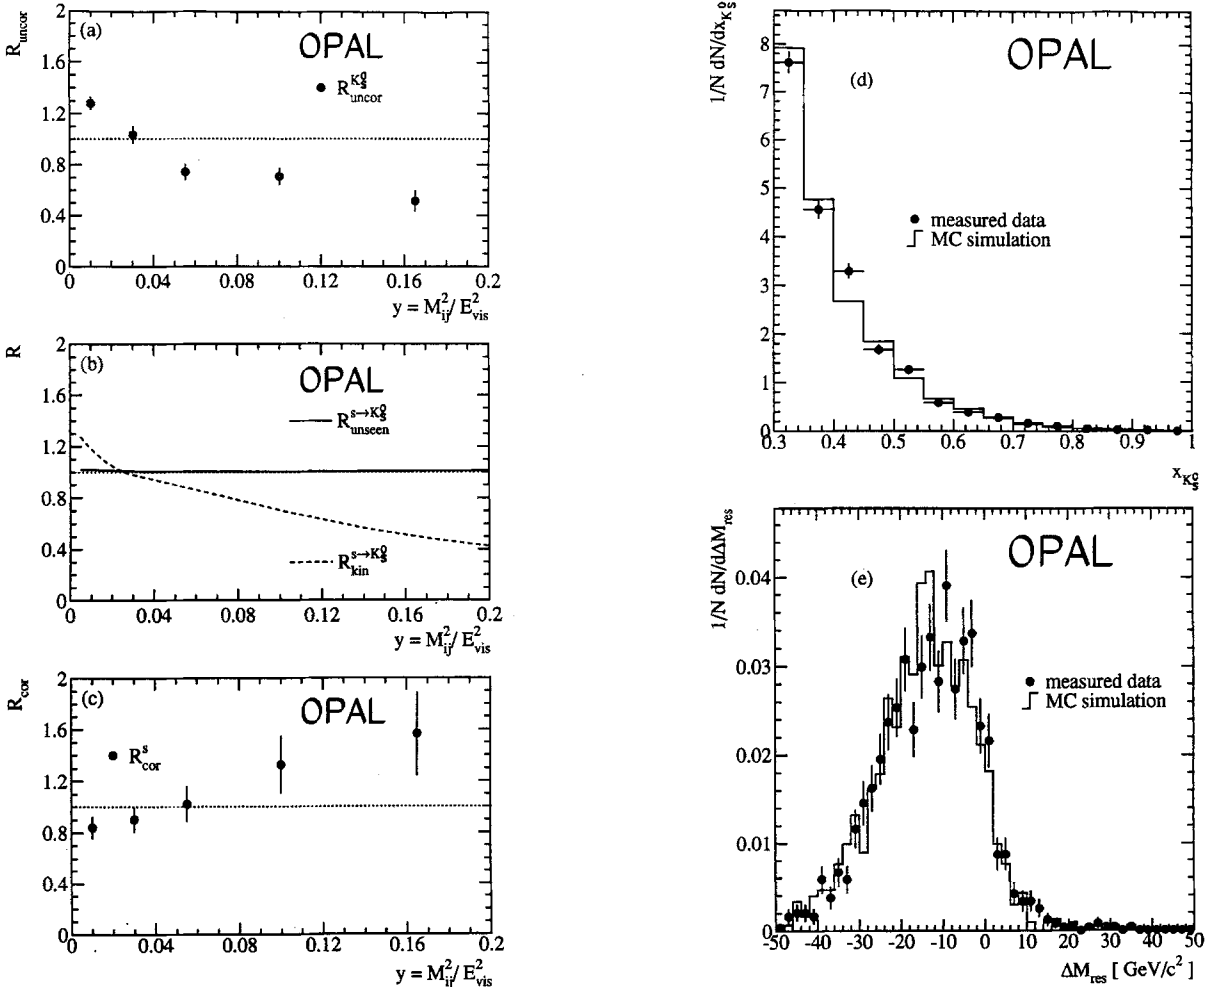 R_uncor
2
1.6
1.2
0.8
0.4
0
(a)
OPAL
R^{K^0_S}_{uncor}
0 0.04 0.08 0.12 0.16 0.2
y = M²_ij / E²_vis
R
2
1.6
1.2
0.8
0.4
0
(b)
OPAL
R^{s→K^0_S}_{unseen}
R^{s→K^0_S}_{kin}
0 0.04 0.08 0.12 0.16 0.2
y = M²_ij / E²_vis
R_cor
2
1.6
1.2
0.8
0.4
0
(c)
OPAL
R^s_cor
0 0.04 0.08 0.12 0.16 0.2
y = M²_ij / E²_vis
1/N dN/dx_{K^0_S}
8
7
6
5
4
3
2
1
0
(d)
OPAL
measured data
MC simulation
0.3 0.4 0.5 0.6 0.7 0.8 0.9 1
x_{K^0_S}
1/N dN/dΔM_res
0.04
0.03
0.02
0.01
0
(e)
OPAL
measured data
MC simulation
-50 -40 -30 -20 -10 0 10 20 30 40 50
ΔM_res [ GeV/c² ]